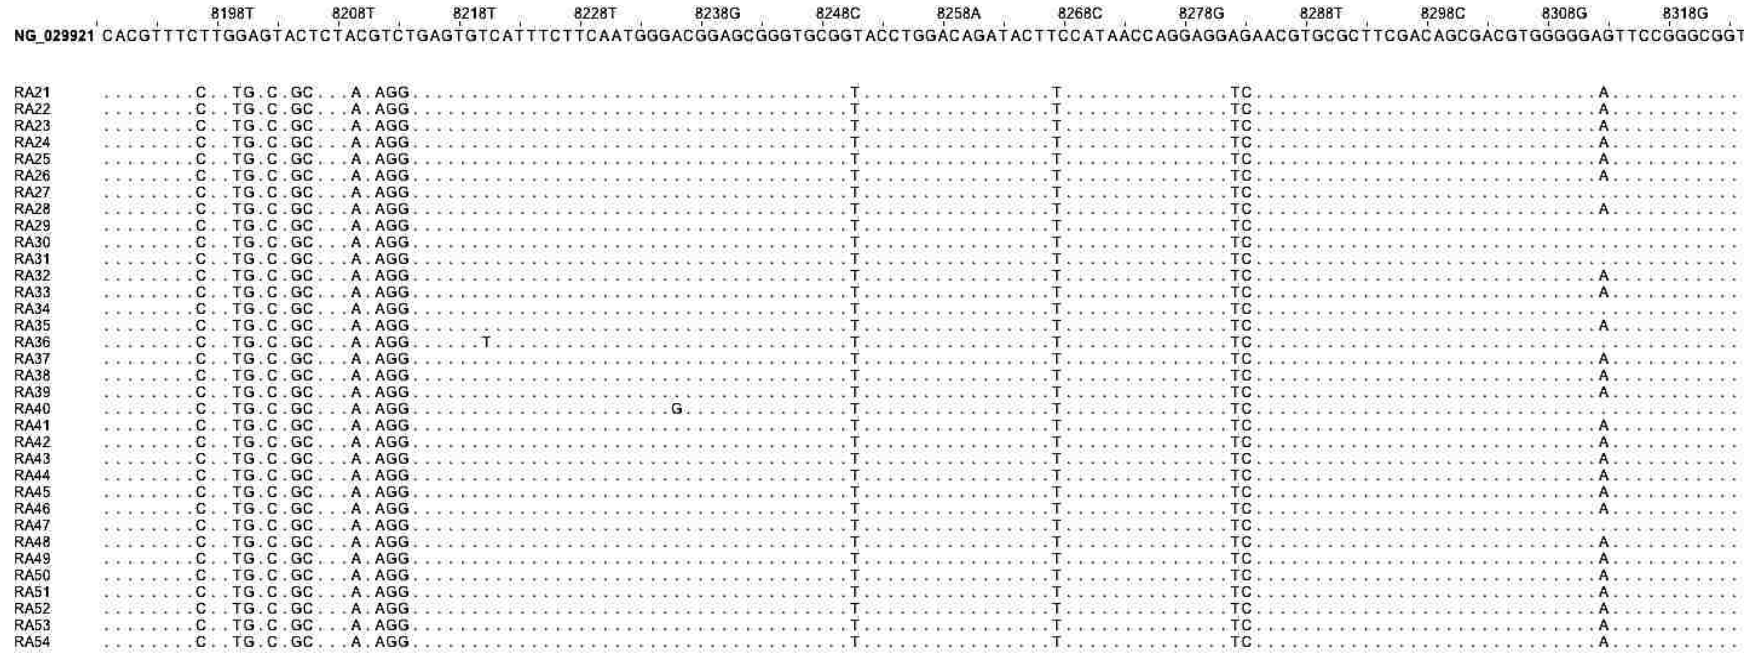 8198T 8208T 8218T 8228T 8238G 8248C 8258A 8268C 8278G 8288T 8298C 8308G 8318G
NG_029921 CACGTTTCTTGGAGTACTCTACGTCTGAGTGTCATTTCTTCAATGGGACGGAGCGGGTGCGGTACCTGGACAGATACTTCCATAACCAGGAGGAGAACGTGCGCTTCGACAGCGACGTGGGGGAGTTCCGGGCGGT
RA21 ........C..TG.C.GC...A.AGG....................................T................T..............TC............................A...........
RA22 ........C..TG.C.GC...A.AGG....................................T................T..............TC............................A...........
RA23 ........C..TG.C.GC...A.AGG....................................T................T..............TC............................A...........
RA24 ........C..TG.C.GC...A.AGG....................................T................T..............TC............................A...........
RA25 ........C..TG.C.GC...A.AGG....................................T................T..............TC............................A...........
RA26 ........C..TG.C.GC...A.AGG....................................T................T..............TC............................A...........
RA27 ........C..TG.C.GC...A.AGG....................................T................T..............TC........................................
RA28 ........C..TG.C.GC...A.AGG....................................T................T..............TC............................A...........
RA29 ........C..TG.C.GC...A.AGG....................................T................T..............TC........................................
RA30 ........C..TG.C.GC...A.AGG....................................T................T..............TC........................................
RA31 ........C..TG.C.GC...A.AGG....................................T................T..............TC........................................
RA32 ........C..TG.C.GC...A.AGG....................................T................T..............TC............................A...........
RA33 ........C..TG.C.GC...A.AGG....................................T................T..............TC............................A...........
RA34 ........C..TG.C.GC...A.AGG....................................T................T..............TC........................................
RA35 ........C..TG.C.GC...A.AGG....................................T................T..............TC............................A...........
RA36 ........C..TG.C.GC...A.AGG......T.............................T................T..............TC........................................
RA37 ........C..TG.C.GC...A.AGG....................................T................T..............TC............................A...........
RA38 ........C..TG.C.GC...A.AGG....................................T................T..............TC............................A...........
RA39 ........C..TG.C.GC...A.AGG....................................T................T..............TC............................A...........
RA40 ........C..TG.C.GC...A.AGG.....................G..............T................T..............TC........................................
RA41 ........C..TG.C.GC...A.AGG....................................T................T..............TC............................A...........
RA42 ........C..TG.C.GC...A.AGG....................................T................T..............TC............................A...........
RA43 ........C..TG.C.GC...A.AGG....................................T................T..............TC............................A...........
RA44 ........C..TG.C.GC...A.AGG....................................T................T..............TC............................A...........
RA45 ........C..TG.C.GC...A.AGG....................................T................T..............TC............................A...........
RA46 ........C..TG.C.GC...A.AGG....................................T................T..............TC............................A...........
RA47 ........C..TG.C.GC...A.AGG....................................T................T..............TC........................................
RA48 ........C..TG.C.GC...A.AGG....................................T................T..............TC............................A...........
RA49 ........C..TG.C.GC...A.AGG....................................T................T..............TC............................A...........
RA50 ........C..TG.C.GC...A.AGG....................................T................T..............TC............................A...........
RA51 ........C..TG.C.GC...A.AGG....................................T................T..............TC............................A...........
RA52 ........C..TG.C.GC...A.AGG....................................T................T..............TC............................A...........
RA53 ........C..TG.C.GC...A.AGG....................................T................T..............TC............................A...........
RA54 ........C..TG.C.GC...A.AGG....................................T................T..............TC............................A...........